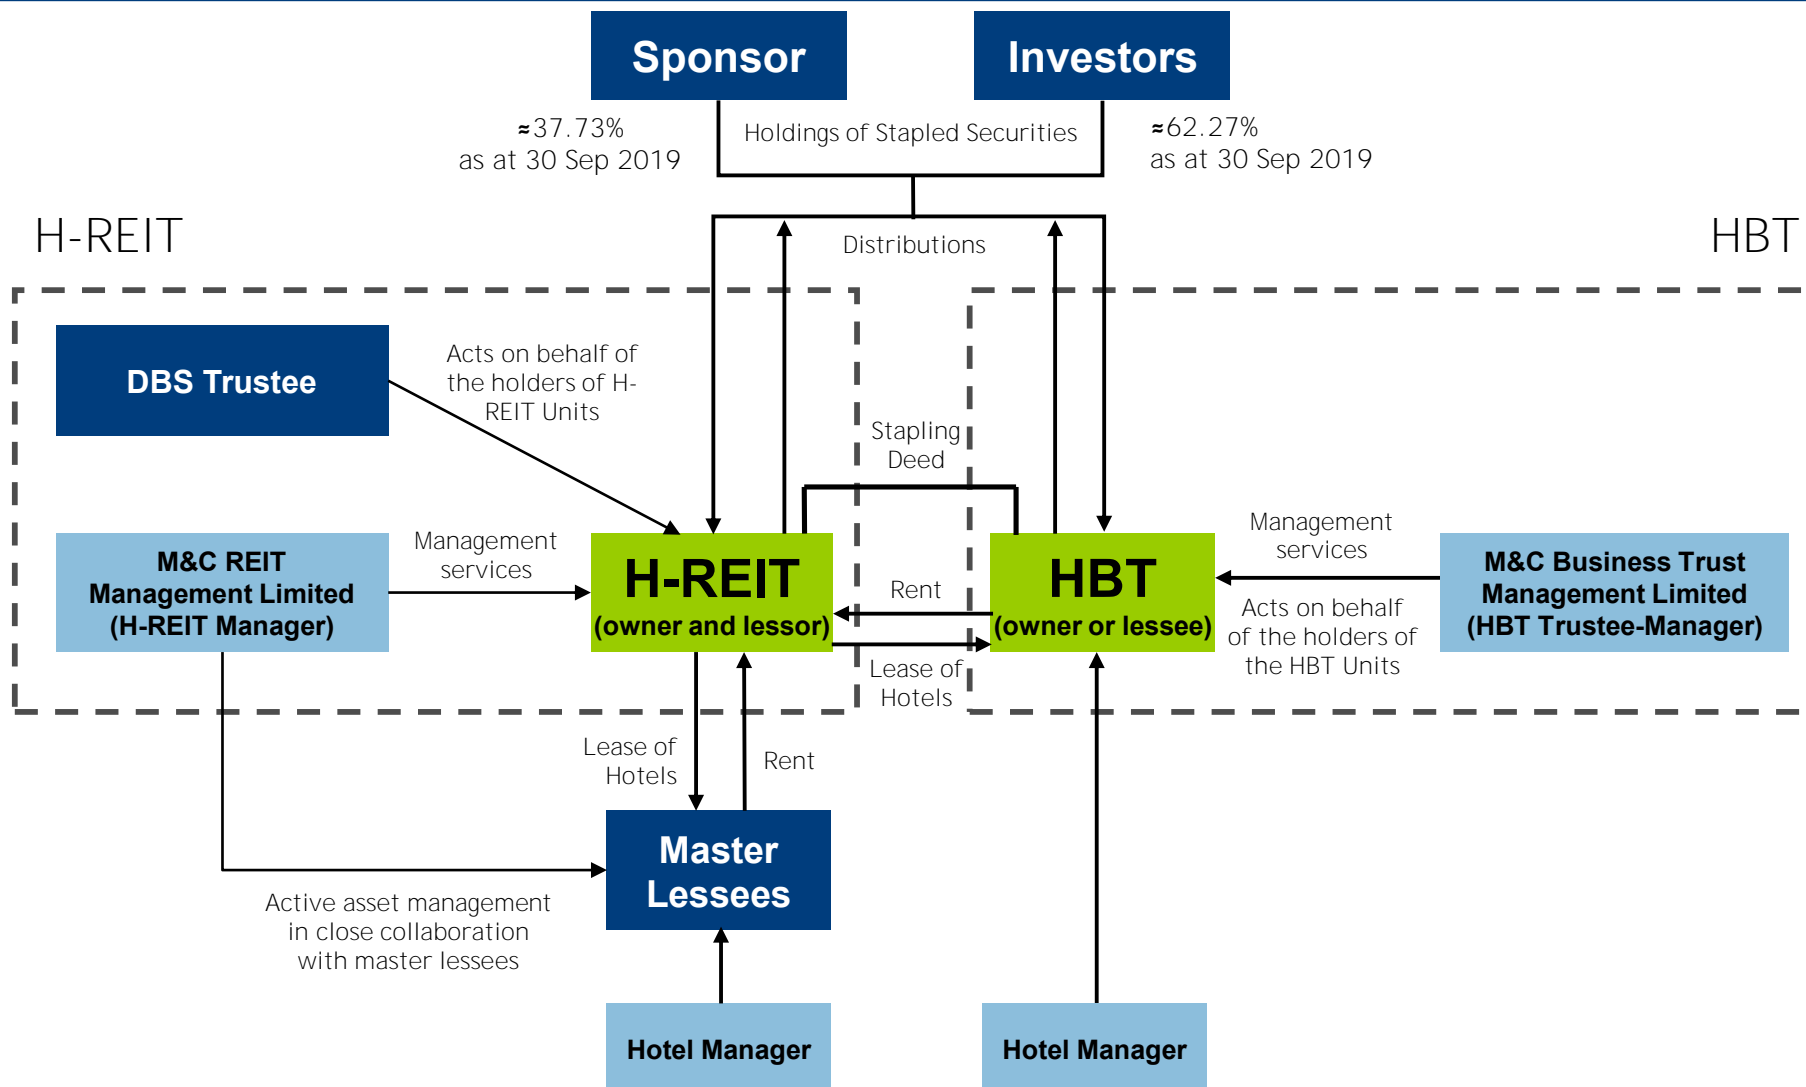 Sponsor
Investors
≈37.73%
as at 30 Sep 2019
Holdings of Stapled Securities
≈62.27%
as at 30 Sep 2019
H-REIT
HBT
Distributions
DBS Trustee
Acts on behalf of
the holders of H-
REIT Units
Stapling
Deed
M&C REIT
Management Limited
(H-REIT Manager)
Management
services
H-REIT
(owner and lessor)
Rent
Lease of
Hotels
HBT
(owner or lessee)
Management
services
Acts on behalf
of the holders of
the HBT Units
M&C Business Trust
Management Limited
(HBT Trustee-Manager)
Lease of
Hotels
Rent
Master
Lessees
Active asset management
in close collaboration
with master lessees
Hotel Manager
Hotel Manager